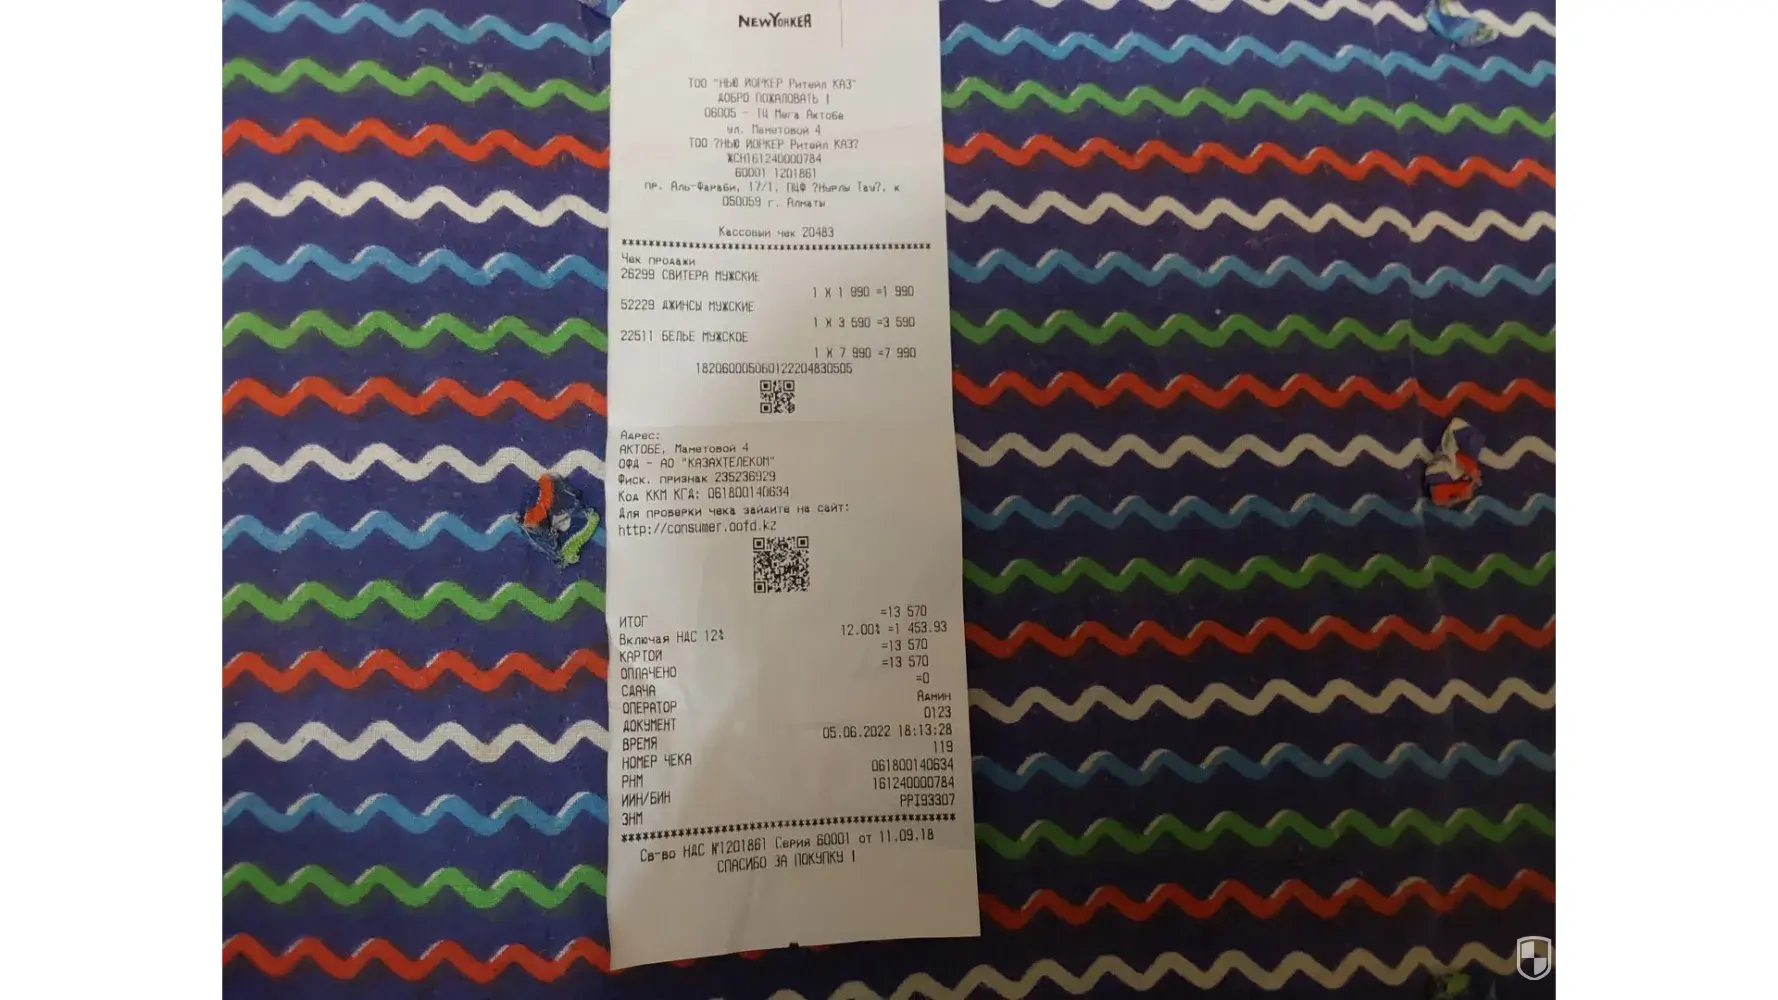 NEWYORKER
ТОО "НЬЮ ЙОРКЕР Ритейл КАЗ"
ДОБРО ПОЖАЛОВАТЬ !
06005 - ТЦ Мега Актобе
ул. Маметовой 4
ТОО ?НЬЮ ЙОРКЕР Ритейл КАЗ?
ЖСН161240000784
60001 1201861
пр. Аль-Фараби, 17/1, ПЦФ ?Нурлы Тау?, к
050059 г. Алматы
Кассовый чек 20483
Чек продажи
26299 СВИТЕРА МУЖСКИЕ
1 X 1 990 =1 990
52229 ДЖИНСЫ МУЖСКИЕ
1 X 3 590 =3 590
22511 БЕЛЬЕ МУЖСКОЕ
1 X 7 990 =7 990
182060005060122204830505
Адрес:
АКТОБЕ, Маметовой 4
ОФД - АО "КАЗАХТЕЛЕКОМ"
Фиск. признак 235236929
Код ККМ КГД: 061800140634
Для проверки чека зайдите на сайт:
http://consumer.oofd.kz
ИТОГ =13 570
Включая НДС 12% 12.00% =1 453.93
КАРТОЙ =13 570
ОПЛАЧЕНО =13 570
СДАЧА =0
ОПЕРАТОР Админ
ДОКУМЕНТ 0123
ВРЕМЯ 05.06.2022 18:13:28
НОМЕР ЧЕКА 119
РНМ 061800140634
ИИН/БИН 161240000784
ЗНМ PPI93307
Св-во НДС №1201861 Серия 60001 от 11.09.18
СПАСИБО ЗА ПОКУПКУ !